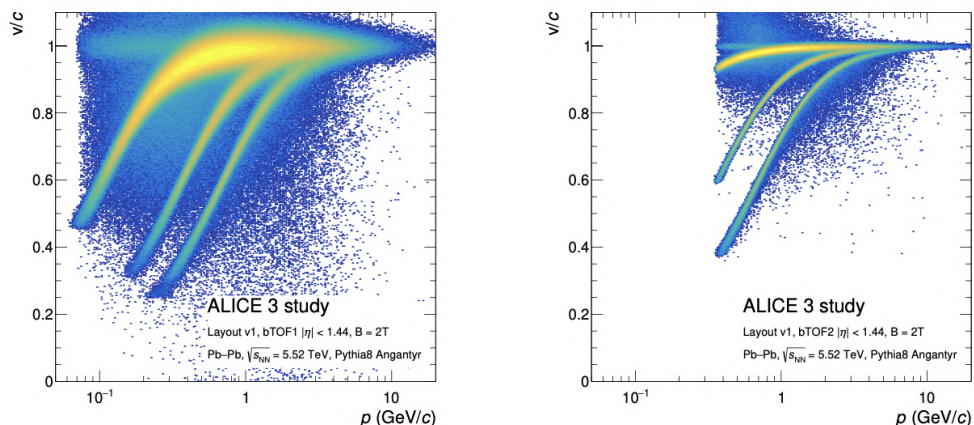 v/c
1
0.8
0.6
0.4
0.2
0
ALICE 3 study
Layout v1, bTOF1 |η| < 1.44, B = 2T
Pb–Pb, √s_NN = 5.52 TeV, Pythia8 Angantyr
10⁻¹ 1 10
p (GeV/c)
v/c
1
0.8
0.6
0.4
0.2
0
ALICE 3 study
Layout v1, bTOF2 |η| < 1.44, B = 2T
Pb–Pb, √s_NN = 5.52 TeV, Pythia8 Angantyr
10⁻¹ 1 10
p (GeV/c)